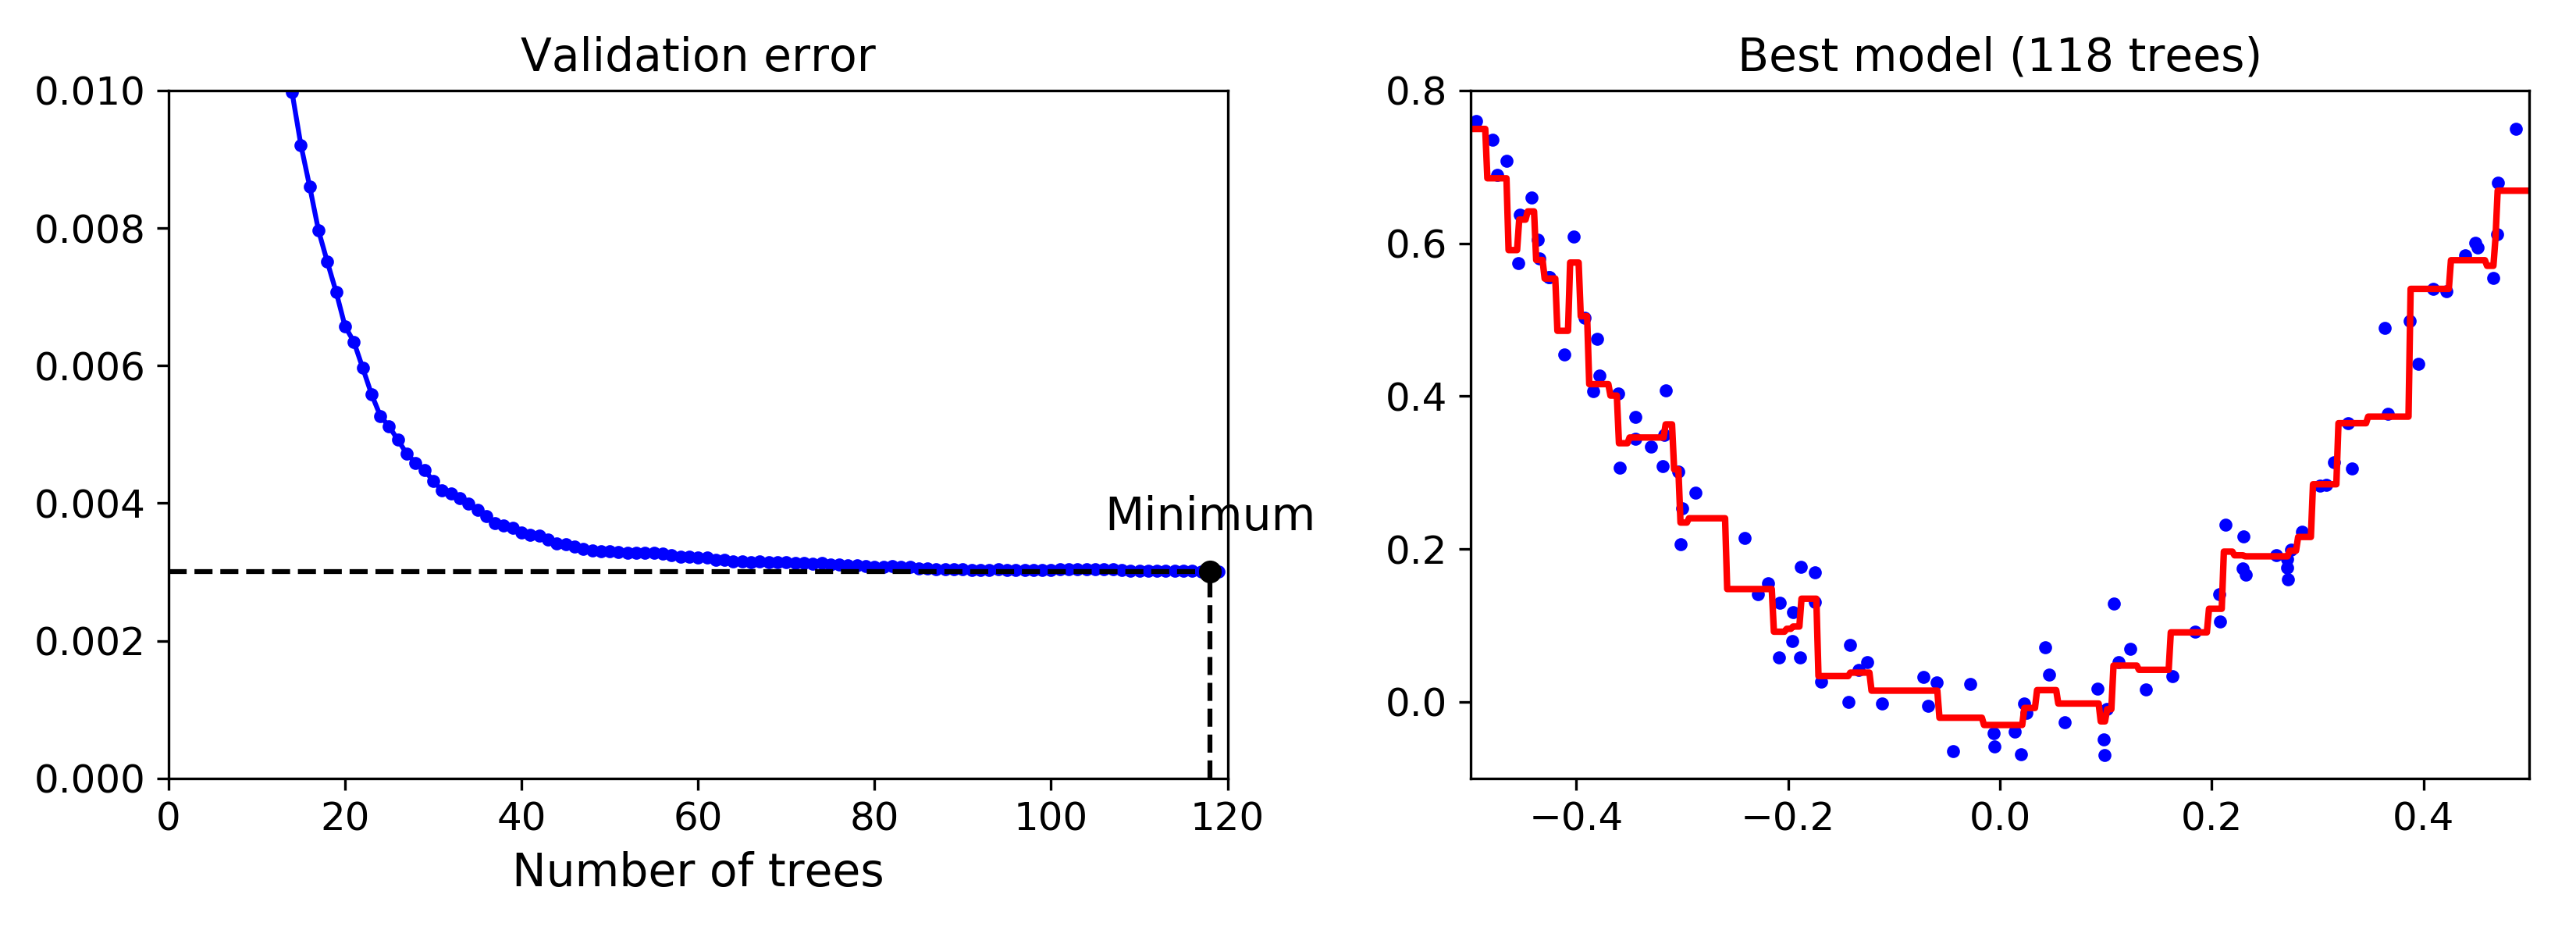 Validation error
0.010
0.008
0.006
0.004
0.002
0.000
Minimum
0 20 40 60 80 100 120
Number of trees
Best model (118 trees)
0.8
0.6
0.4
0.2
0.0
−0.4 −0.2 0.0 0.2 0.4